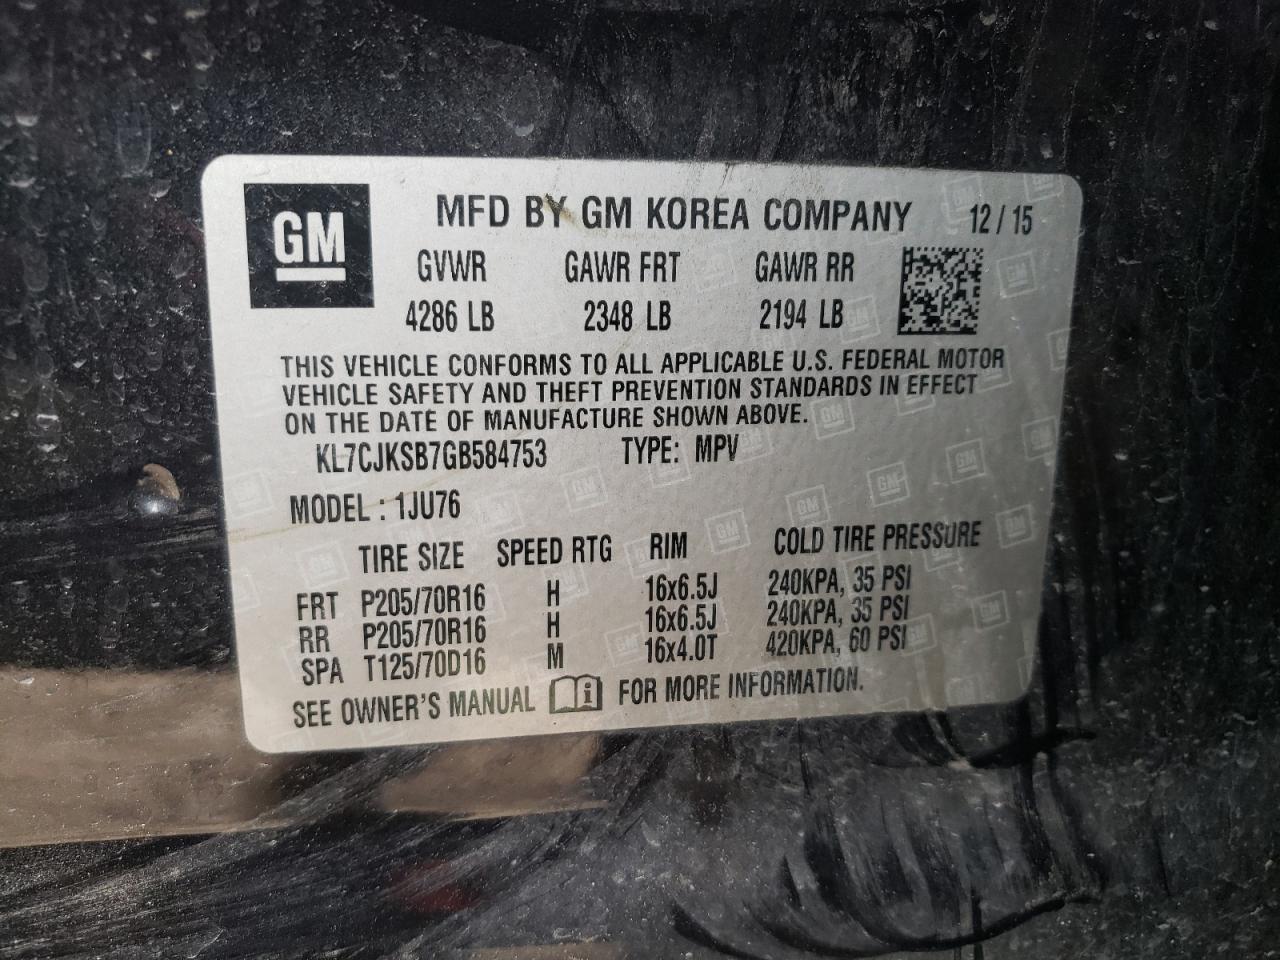 GM
MFD BY GM KOREA COMPANY 12 / 15
GVWR GAWR FRT GAWR RR
4286 LB 2348 LB 2194 LB
THIS VEHICLE CONFORMS TO ALL APPLICABLE U.S. FEDERAL MOTOR
VEHICLE SAFETY AND THEFT PREVENTION STANDARDS IN EFFECT
ON THE DATE OF MANUFACTURE SHOWN ABOVE.
KL7CJKSB7GB584753 TYPE: MPV
MODEL : 1JU76
TIRE SIZE SPEED RTG RIM COLD TIRE PRESSURE
FRT P205/70R16 H 16x6.5J 240KPA, 35 PSI
RR P205/70R16 H 16x6.5J 240KPA, 35 PSI
SPA T125/70D16 M 16x4.0T 420KPA, 60 PSI
SEE OWNER'S MANUAL i FOR MORE INFORMATION.